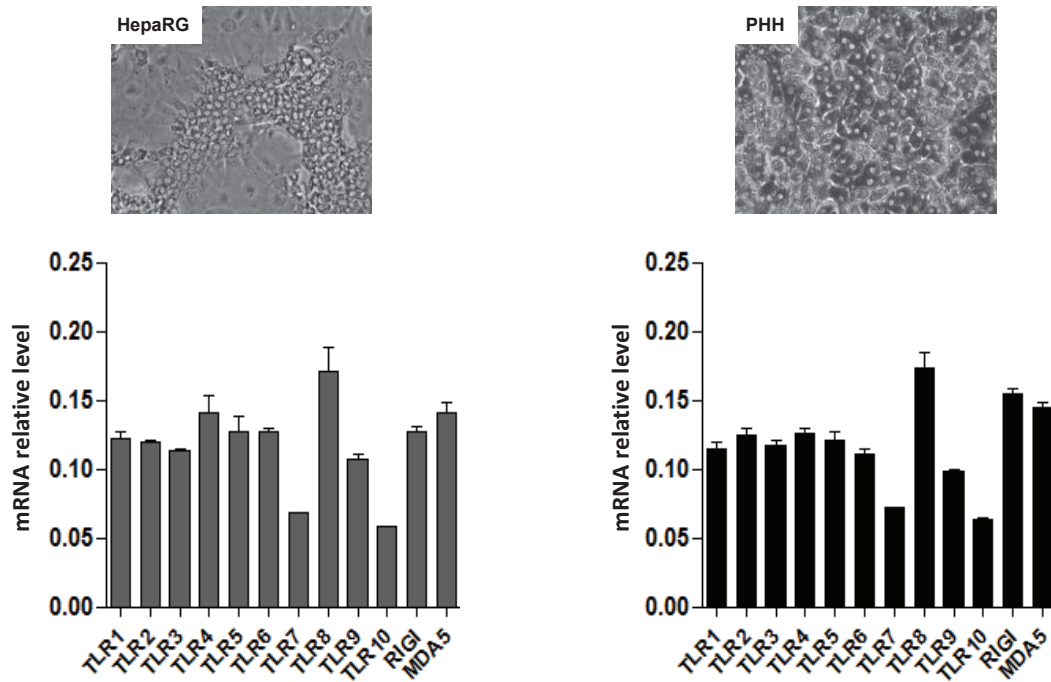 HepaRG
PHH
mRNA relative level
0.25
0.20
0.15
0.10
0.05
0.00
TLR1
TLR2
TLR3
TLR4
TLR5
TLR6
TLR7
TLR8
TLR9
TLR10
RIGI
MDA5
mRNA relative level
0.25
0.20
0.15
0.10
0.05
0.00
TLR1
TLR2
TLR3
TLR4
TLR5
TLR6
TLR7
TLR8
TLR9
TLR10
RIGI
MDA5